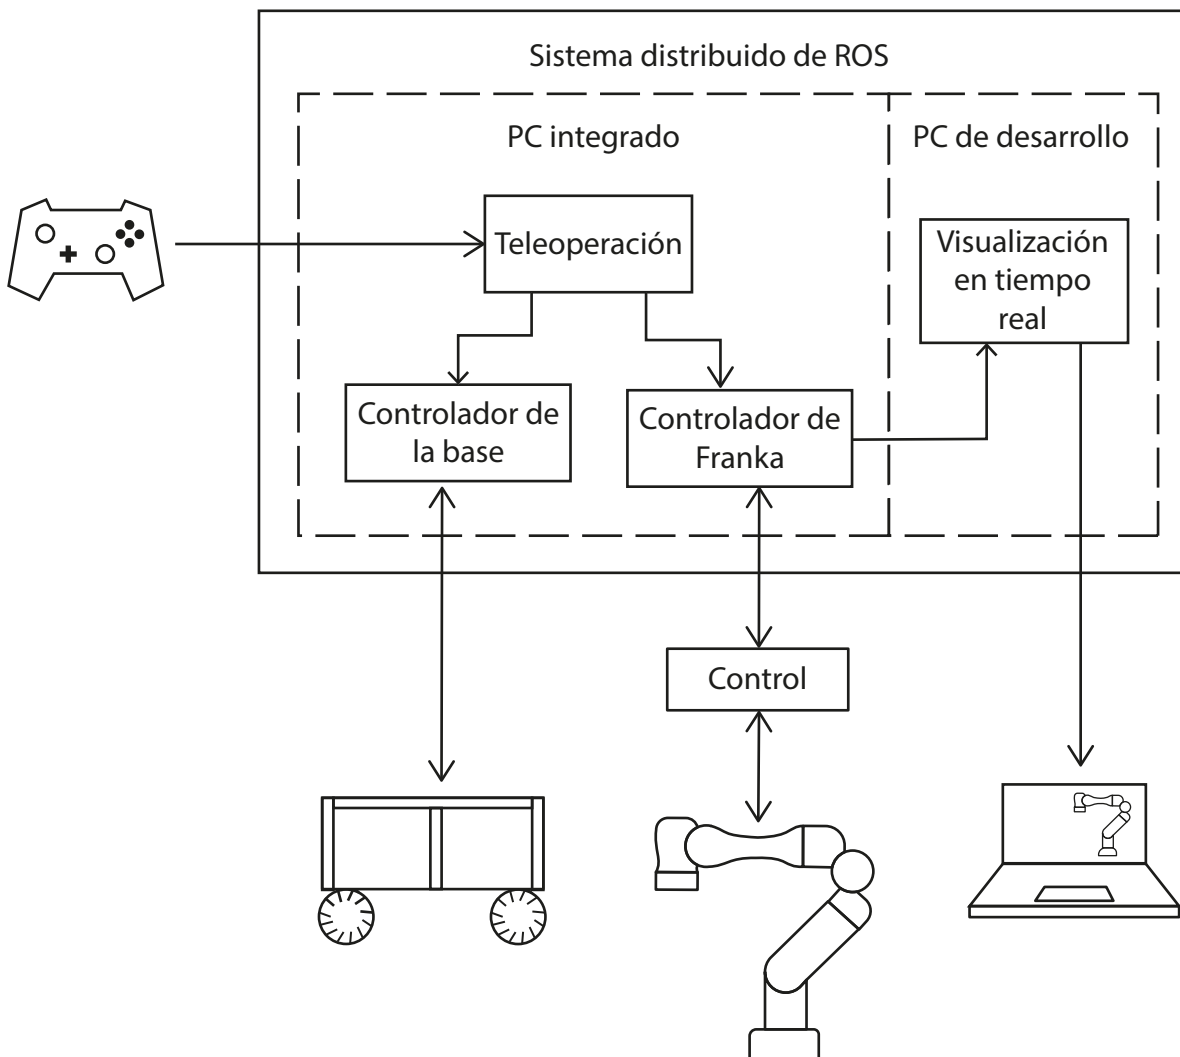 Sistema distribuido de ROS
PC integrado
PC de desarrollo
Teleoperación
Visualización
en tiempo
real
Controlador de
la base
Controlador de
Franka
Control